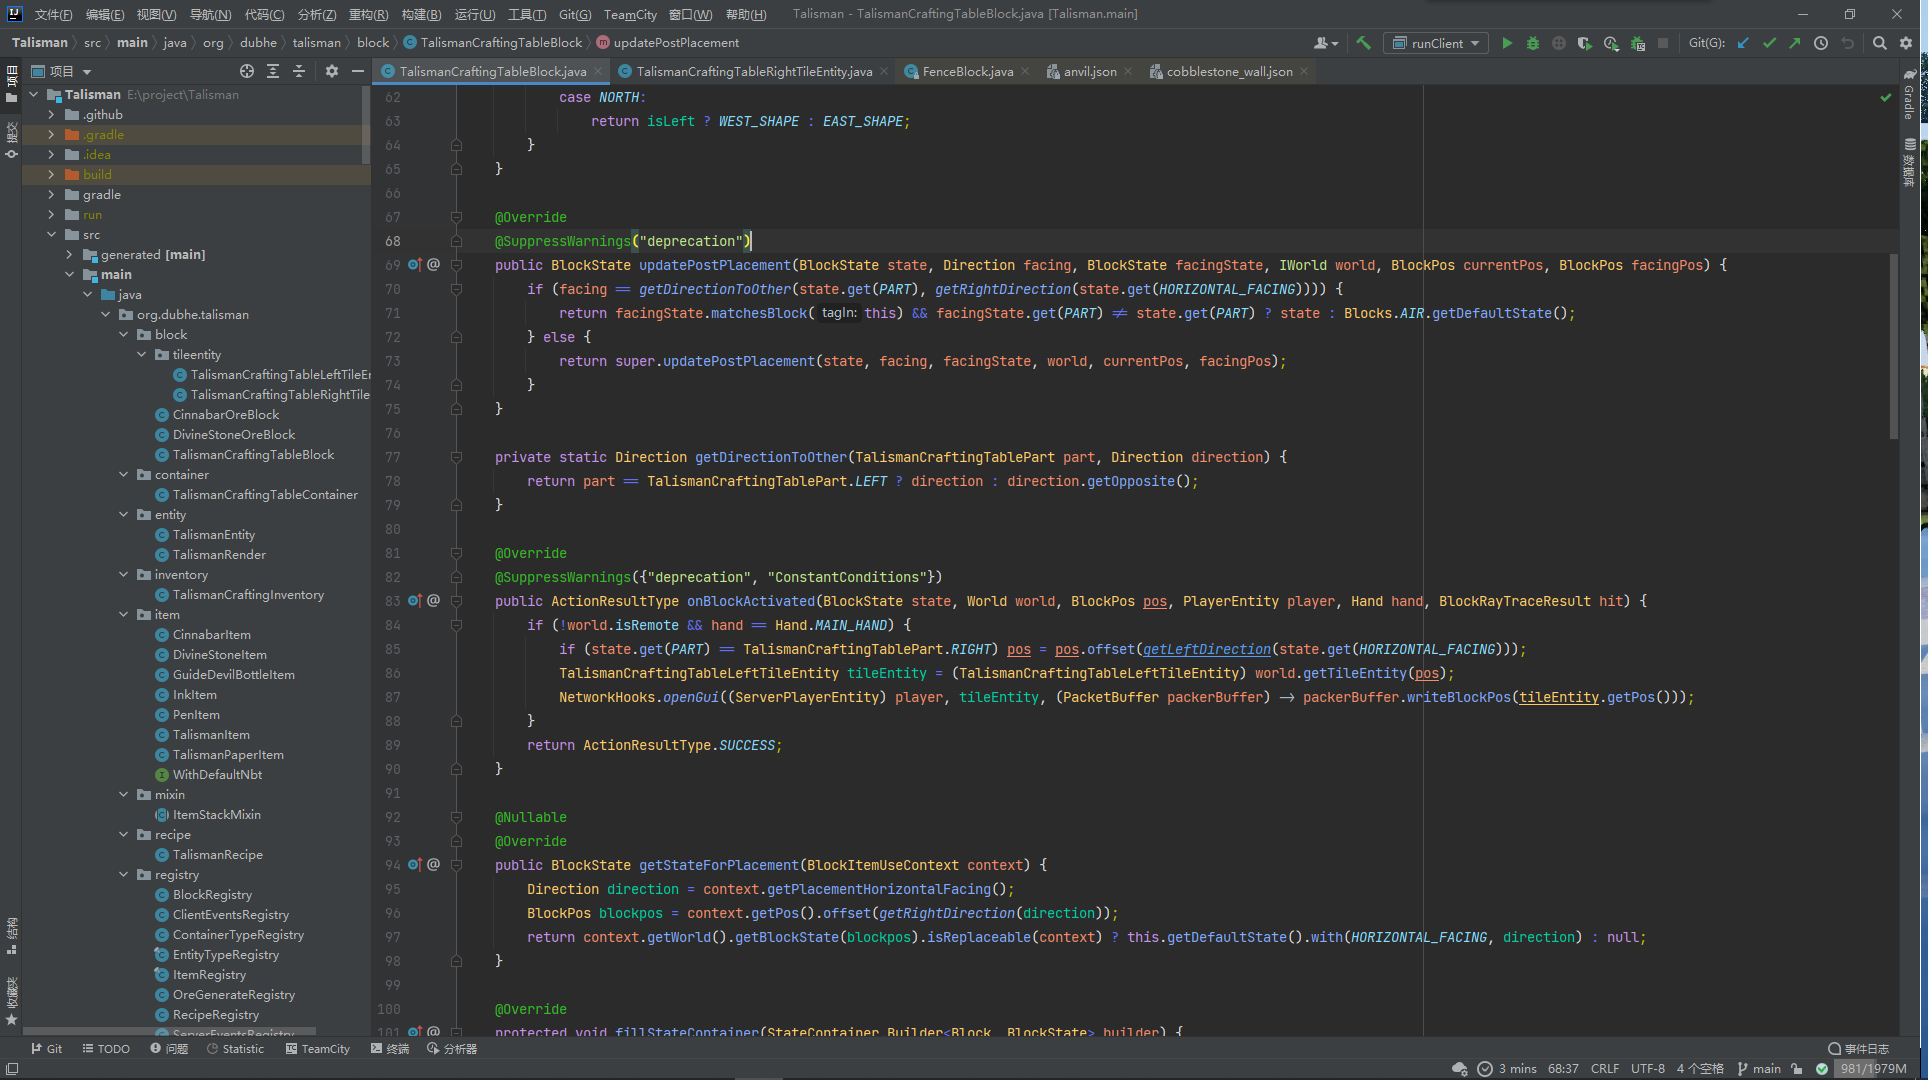 文件(F) 编辑(E) 视图(V) 导航(N) 代码(C) 分析(Z) 重构(R) 构建(B) 运行(U) 工具(T) Git(G) TeamCity 窗口(W) 帮助(H) Talisman - TalismanCraftingTableBlock.java [Talisman.main]
Talisman src main java org dubhe talisman block TalismanCraftingTableBlock updatePostPlacement runClient Git(G):
项目
TalismanCraftingTableBlock.java TalismanCraftingTableRightTileEntity.java FenceBlock.java anvil.json cobblestone_wall.json
项目
提交
结构
收藏夹
Talisman E:\project\Talisman
.github
.gradle
.idea
build
gradle
run
src
generated [main]
main
java
org.dubhe.talisman
block
tileentity
TalismanCraftingTableLeftTileEr
TalismanCraftingTableRightTile
CinnabarOreBlock
DivineStoneOreBlock
TalismanCraftingTableBlock
container
TalismanCraftingTableContainer
entity
TalismanEntity
TalismanRender
inventory
TalismanCraftingInventory
item
CinnabarItem
DivineStoneItem
GuideDevilBottleItem
InkItem
PenItem
TalismanItem
TalismanPaperItem
WithDefaultNbt
mixin
ItemStackMixin
recipe
TalismanRecipe
registry
BlockRegistry
ClientEventsRegistry
ContainerTypeRegistry
EntityTypeRegistry
ItemRegistry
OreGenerateRegistry
RecipeRegistry
ServerEventsRegistry
62 case NORTH:
63 return isLeft ? WEST_SHAPE : EAST_SHAPE;
64 }
65 }
66
67 @Override
68 @SuppressWarnings("deprecation")
69 public BlockState updatePostPlacement(BlockState state, Direction facing, BlockState facingState, IWorld world, BlockPos currentPos, BlockPos facingPos) {
70 if (facing == getDirectionToOther(state.get(PART), getRightDirection(state.get(HORIZONTAL_FACING)))) {
71 return facingState.matchesBlock( tagIn: this) && facingState.get(PART) != state.get(PART) ? state : Blocks.AIR.getDefaultState();
72 } else {
73 return super.updatePostPlacement(state, facing, facingState, world, currentPos, facingPos);
74 }
75 }
76
77 private static Direction getDirectionToOther(TalismanCraftingTablePart part, Direction direction) {
78 return part == TalismanCraftingTablePart.LEFT ? direction : direction.getOpposite();
79 }
80
81 @Override
82 @SuppressWarnings({"deprecation", "ConstantConditions"})
83 public ActionResultType onBlockActivated(BlockState state, World world, BlockPos pos, PlayerEntity player, Hand hand, BlockRayTraceResult hit) {
84 if (!world.isRemote && hand == Hand.MAIN_HAND) {
85 if (state.get(PART) == TalismanCraftingTablePart.RIGHT) pos = pos.offset(getLeftDirection(state.get(HORIZONTAL_FACING)));
86 TalismanCraftingTableLeftTileEntity tileEntity = (TalismanCraftingTableLeftTileEntity) world.getTileEntity(pos);
87 NetworkHooks.openGui((ServerPlayerEntity) player, tileEntity, (PacketBuffer packerBuffer) -> packerBuffer.writeBlockPos(tileEntity.getPos()));
88 }
89 return ActionResultType.SUCCESS;
90 }
91
92 @Nullable
93 @Override
94 public BlockState getStateForPlacement(BlockItemUseContext context) {
95 Direction direction = context.getPlacementHorizontalFacing();
96 BlockPos blockpos = context.getPos().offset(getRightDirection(direction));
97 return context.getWorld().getBlockState(blockpos).isReplaceable(context) ? this.getDefaultState().with(HORIZONTAL_FACING, direction) : null;
98 }
99
100 @Override
101 protected void fillStateContainer(StateContainer.Builder<Block, BlockState> builder) {
Gradle
数据库
Git TODO 问题 Statistic TeamCity 终端 分析器 事件日志
3 mins 68:37 CRLF UTF-8 4 个空格 main 981/1979M